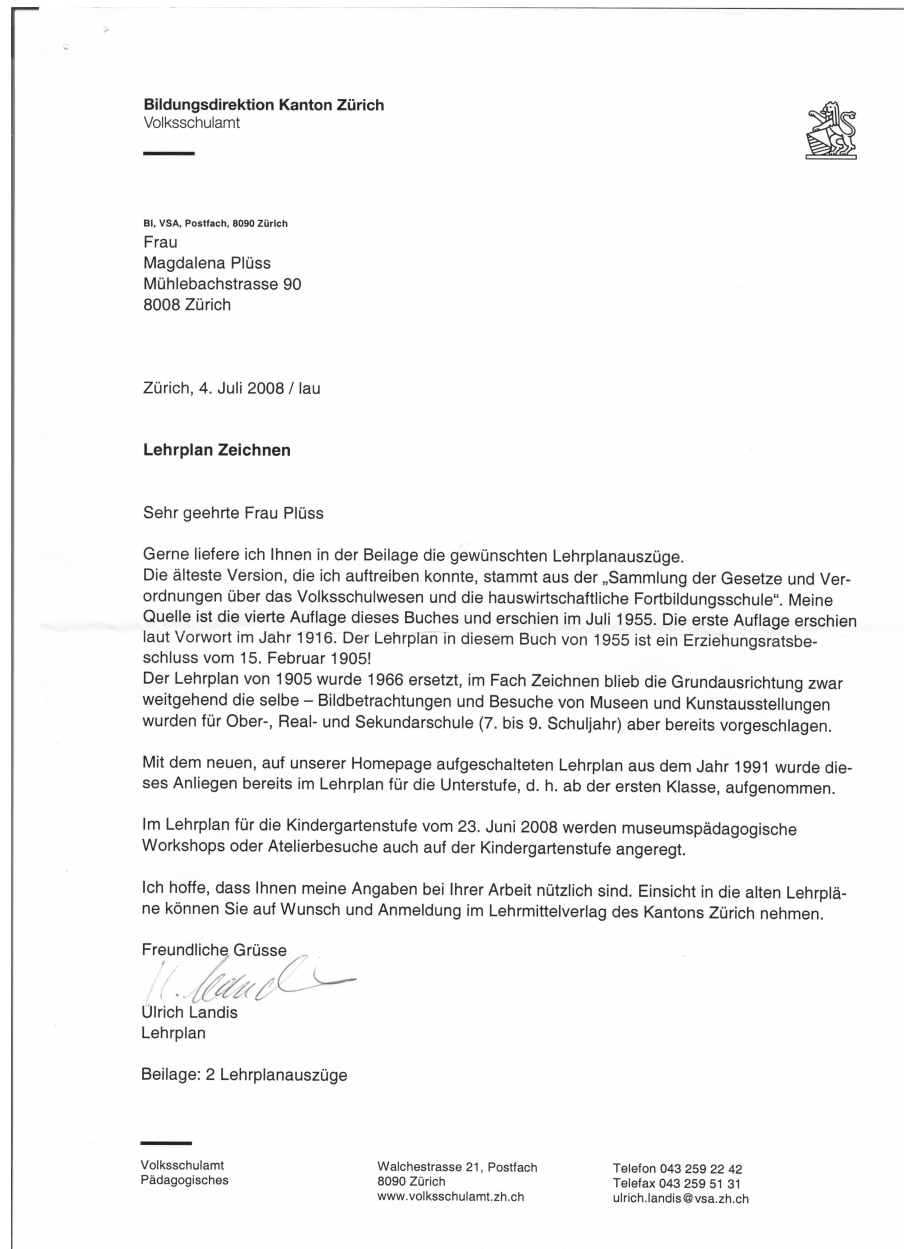 Bildungsdirektion Kanton Zürich
Volksschulamt
BI, VSA, Postfach, 8090 Zürich
Frau
Magdalena Plüss
Mühlebachstrasse 90
8008 Zürich
Zürich, 4. Juli 2008 / lau
Lehrplan Zeichnen
Sehr geehrte Frau Plüss
Gerne liefere ich Ihnen in der Beilage die gewünschten Lehrplanauszüge.
Die älteste Version, die ich auftreiben konnte, stammt aus der „Sammlung der Gesetze und Ver-
ordnungen über das Volksschulwesen und die hauswirtschaftliche Fortbildungsschule“. Meine
Quelle ist die vierte Auflage dieses Buches und erschien im Juli 1955. Die erste Auflage erschien
laut Vorwort im Jahr 1916. Der Lehrplan in diesem Buch von 1955 ist ein Erziehungsratsbe-
schluss vom 15. Februar 1905!
Der Lehrplan von 1905 wurde 1966 ersetzt, im Fach Zeichnen blieb die Grundausrichtung zwar
weitgehend die selbe – Bildbetrachtungen und Besuche von Museen und Kunstausstellungen
wurden für Ober-, Real- und Sekundarschule (7. bis 9. Schuljahr) aber bereits vorgeschlagen.
Mit dem neuen, auf unserer Homepage aufgeschalteten Lehrplan aus dem Jahr 1991 wurde die-
ses Anliegen bereits im Lehrplan für die Unterstufe, d. h. ab der ersten Klasse, aufgenommen.
Im Lehrplan für die Kindergartenstufe vom 23. Juni 2008 werden museumspädagogische
Workshops oder Atelierbesuche auch auf der Kindergartenstufe angeregt.
Ich hoffe, dass Ihnen meine Angaben bei Ihrer Arbeit nützlich sind. Einsicht in die alten Lehrplä-
ne können Sie auf Wunsch und Anmeldung im Lehrmittelverlag des Kantons Zürich nehmen.
Freundliche Grüsse
Ulrich Landis
Lehrplan
Beilage: 2 Lehrplanauszüge
Volksschulamt
Pädagogisches
Walchestrasse 21, Postfach
8090 Zürich
www.volksschulamt.zh.ch
Telefon 043 259 22 42
Telefax 043 259 51 31
ulrich.landis@vsa.zh.ch